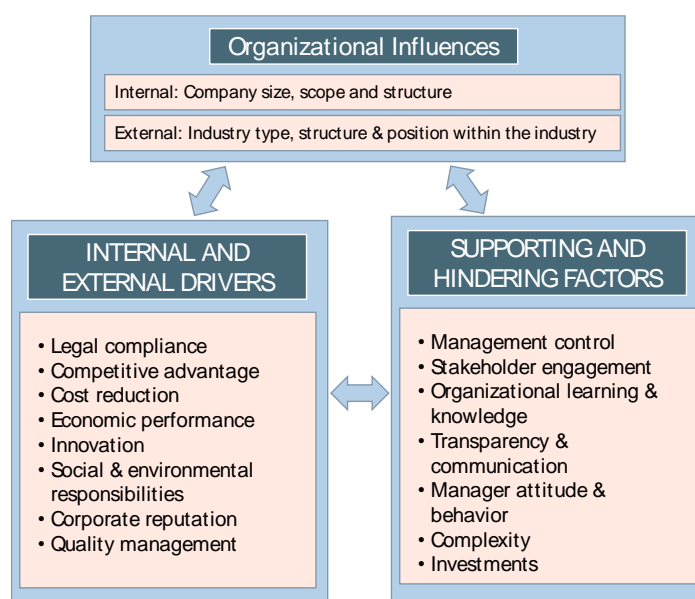 Organizational Influences
Internal: Company size, scope and structure
External: Industry type, structure & position within the industry
INTERNAL AND
EXTERNAL DRIVERS
• Legal compliance
• Competitive advantage
• Cost reduction
• Economic performance
• Innovation
• Social & environmental
responsibilities
• Corporate reputation
• Quality management
SUPPORTING AND
HINDERING FACTORS
• Management control
• Stakeholder engagement
• Organizational learning &
knowledge
• Transparency &
communication
• Manager attitude &
behavior
• Complexity
• Investments